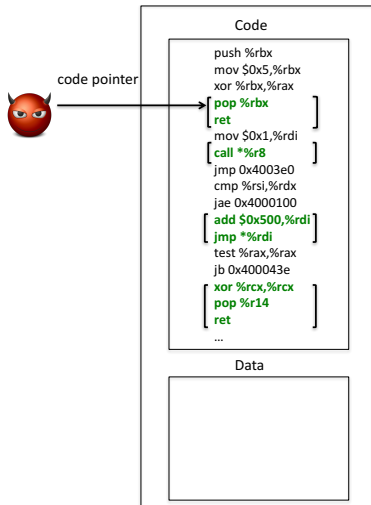 Code
code pointer
push %rbx
mov $0x5,%rbx
xor %rbx,%rax
pop %rbx
ret
mov $0x1,%rdi
call *%r8
jmp 0x4003e0
cmp %rsi,%rdx
jae 0x4000100
add $0x500,%rdi
jmp *%rdi
test %rax,%rax
jb 0x400043e
xor %rcx,%rcx
pop %r14
ret
…
Data